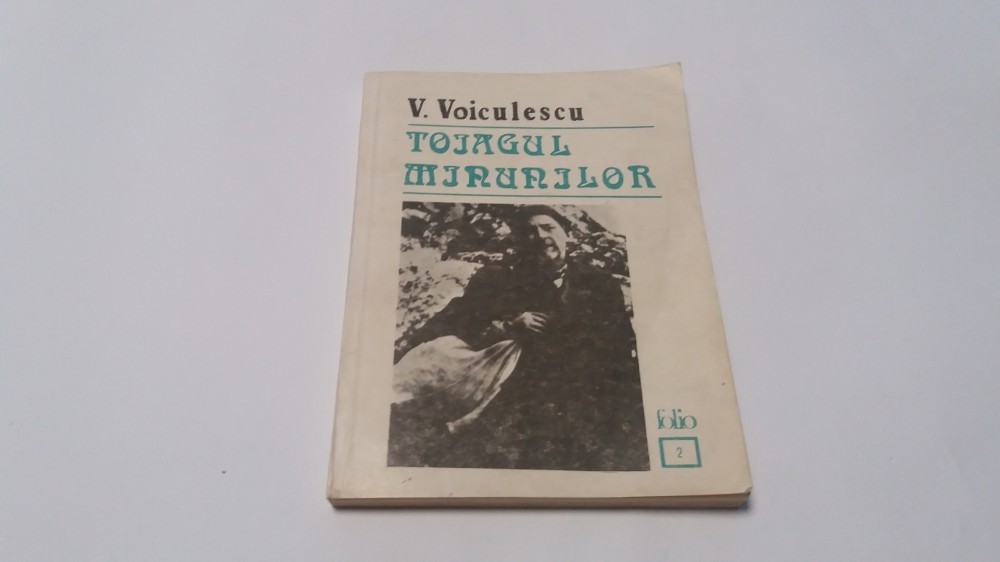 V. Voiculescu
TOIAGUL
MINUNILOR
folio
2